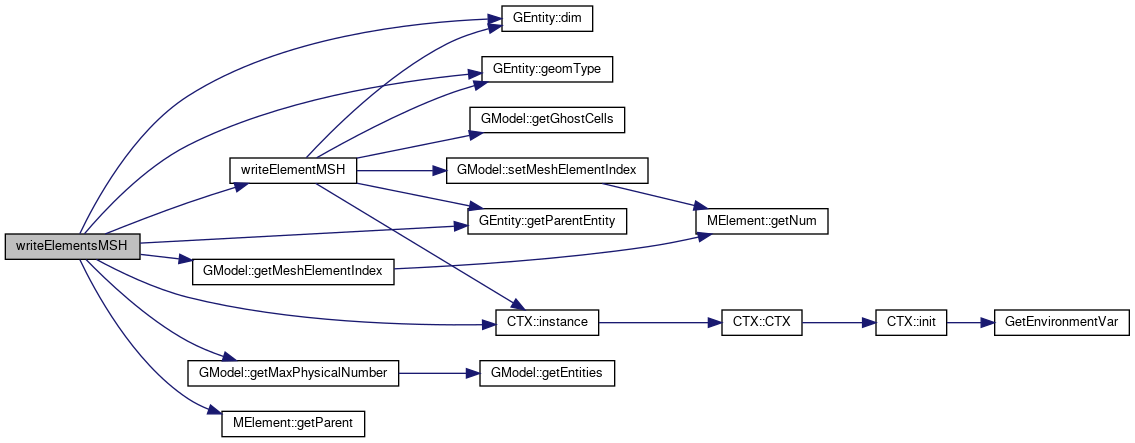 GEntity::dim
GEntity::geomType
GModel::getGhostCells
writeElementMSH
GModel::setMeshElementIndex
GEntity::getParentEntity
MElement::getNum
writeElementsMSH
GModel::getMeshElementIndex
CTX::instance
CTX::CTX
CTX::init
GetEnvironmentVar
GModel::getMaxPhysicalNumber
GModel::getEntities
MElement::getParent